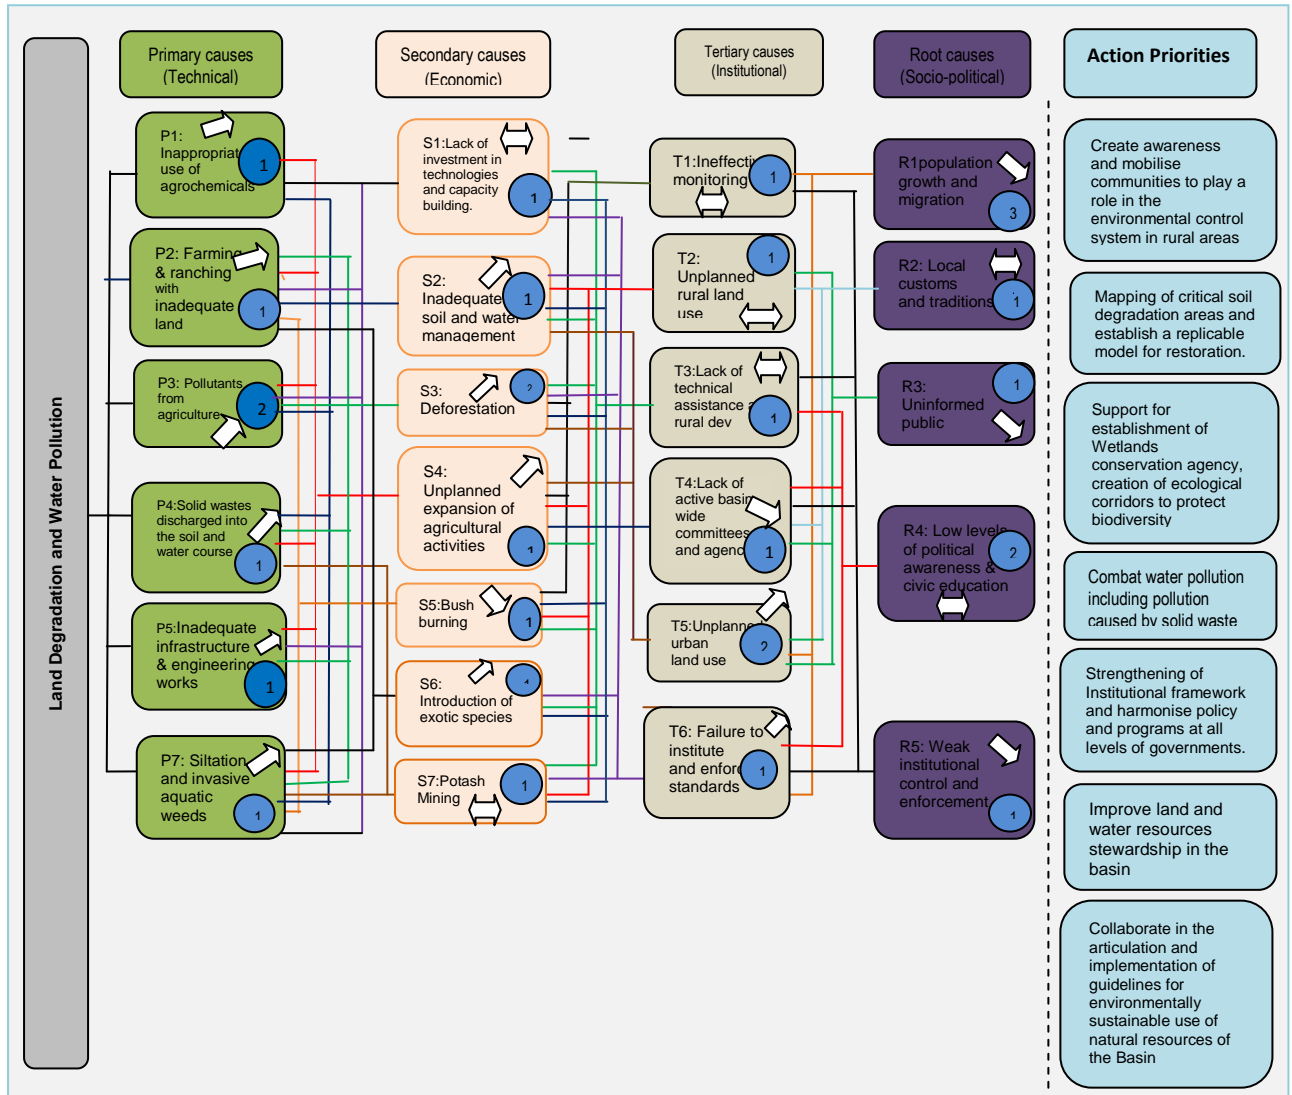 Land Degradation and Water Pollution
Primary causes
(Technical)
P1:
Inappropriat
use of
agrochemicals
1
P2: Farming
& ranching
with
inadequate
land
1
P3: Pollutants
from
agriculture
2
P4:Solid wastes
discharged into
the soil and
water course
1
P5:Inadequate
infrastructure
& engineering
works
1
P7: Siltation
and invasive
aquatic
weeds
1
Secondary causes
(Economic)
S1:Lack of
investment in
technologies
and capacity
building.
1
S2:
Inadequate
soil and water
management
1
S3:
Deforestation
2
S4:
Unplanned
expansion of
agricultural
activities
1
S5:Bush
burning
1
S6:
Introduction of
exotic species
S7:Potash
Mining
1
Tertiary causes
(Institutional)
T1:Ineffecti
monitoring
1
T2:
Unplanned
rural land
use
1
T3:Lack of
technical
assistance
rural dev
1
T4:Lack of
active basin
wide
committees
and agenc
1
T5:Unplann
urban
land use
2
T6: Failure to
institute
and enforc
standards
1
Root causes
(Socio-political)
R1population
growth and
migration
3
R2: Local
customs
and traditions
1
R3:
Uninformed
public
1
R4: Low levels
of political
awareness &
civic education
2
R5: Weak
institutional
control and
enforcement
1
Action Priorities
Create awareness
and mobilise
communities to play a
role in the
environmental control
system in rural areas
Mapping of critical soil
degradation areas and
establish a replicable
model for restoration.
Support for
establishment of
Wetlands
conservation agency,
creation of ecological
corridors to protect
biodiversity
Combat water pollution
including pollution
caused by solid waste
Strengthening of
Institutional framework
and harmonise policy
and programs at all
levels of governments.
Improve land and
water resources
stewardship in the
basin
Collaborate in the
articulation and
implementation of
guidelines for
environmentally
sustainable use of
natural resources of
the Basin